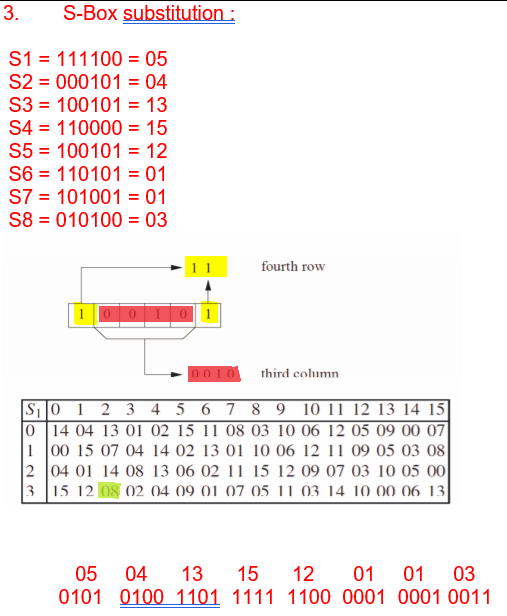 3. S-Box substitution :
S1 = 111100 = 05
S2 = 000101 = 04
S3 = 100101 = 13
S4 = 110000 = 15
S5 = 100101 = 12
S6 = 110101 = 01
S7 = 101001 = 01
S8 = 010100 = 03
1 1 fourth row
1 0 0 1 0 1
0 0 1 0 third column
S1 0 1 2 3 4 5 6 7 8 9 10 11 12 13 14 15
0 14 04 13 01 02 15 11 08 03 10 06 12 05 09 00 07
1 00 15 07 04 14 02 13 01 10 06 12 11 09 05 03 08
2 04 01 14 08 13 06 02 11 15 12 09 07 03 10 05 00
3 15 12 08 02 04 09 01 07 05 11 03 14 10 00 06 13
05 04 13 15 12 01 01 03
0101 0100 1101 1111 1100 0001 0001 0011